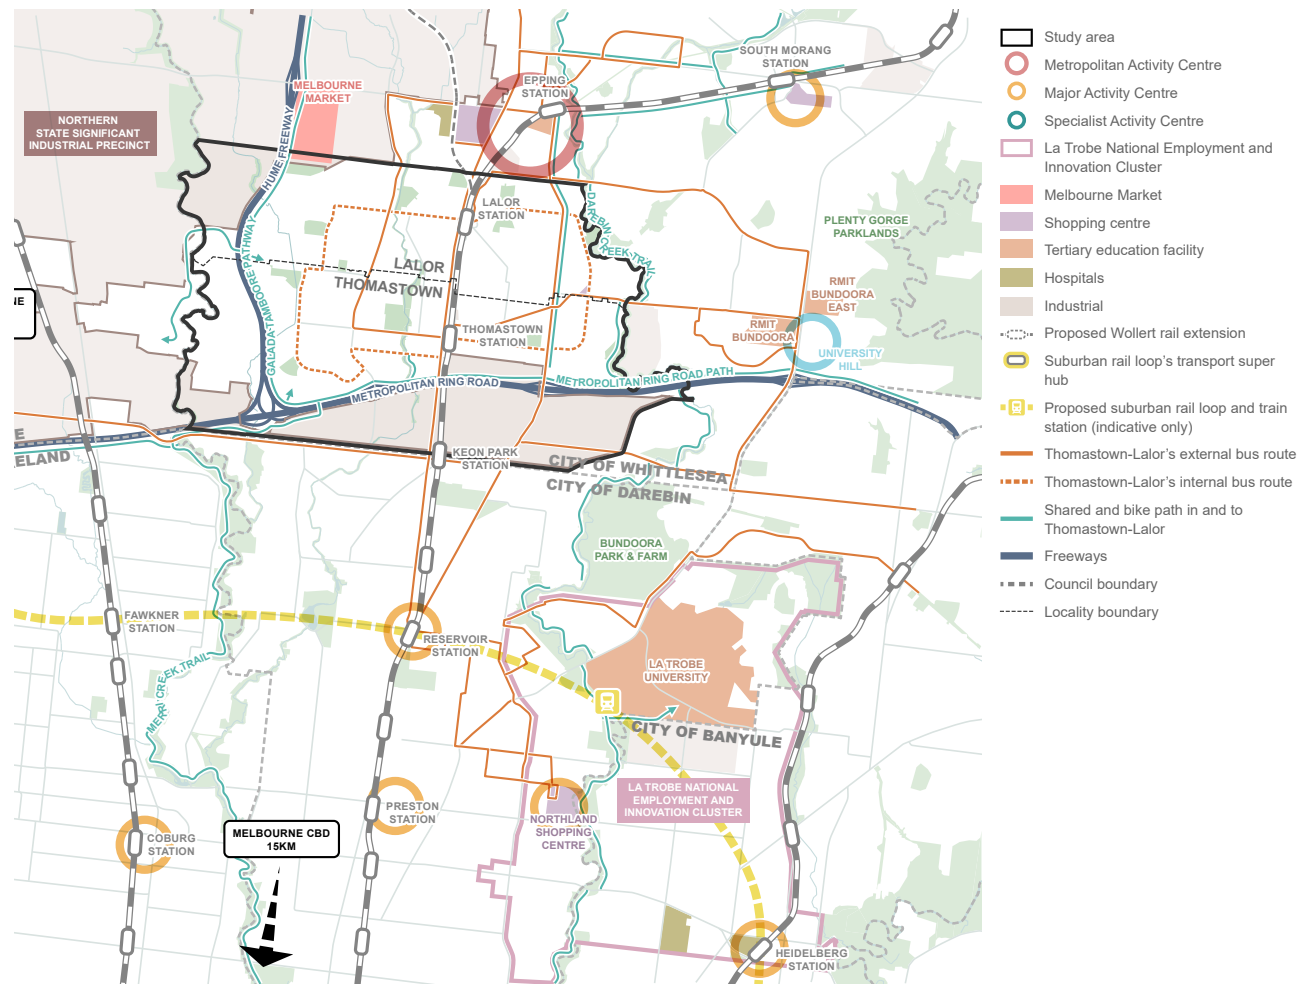 SOUTH MORANG
STATION
EPPING
STATION
MELBOURNE
MARKET
NORTHERN
STATE SIGNIFICANT
INDUSTRIAL PRECINCT
HUME FREEWAY
LALOR
STATION
DAREBIN CREEK TRAIL
PLENTY GORGE
PARKLANDS
GALADA TAMBOORE PATHWAY
LALOR
THOMASTOWN
RMIT
BUNDOORA
EAST
NE
THOMASTOWN
STATION
RMIT
BUNDOORA
UNIVERSITY
HILL
METROPOLITAN RING ROAD
METROPOLITAN RING ROAD PATH
E
ELAND
KEON PARK
STATION
CITY OF WHITTLESEA
CITY OF DAREBIN
BUNDOORA
PARK & FARM
FAWKNER
STATION
RESERVOIR
STATION
LA TROBE
UNIVERSITY
MERRI CREEK TRAIL
CITY OF BANYULE
LA TROBE NATIONAL
EMPLOYMENT AND
INNOVATION CLUSTER
PRESTON
STATION
NORTHLAND
SHOPPING
CENTRE
COBURG
STATION
MELBOURNE CBD
15KM
HEIDELBERG
STATION
Study area
Metropolitan Activity Centre
Major Activity Centre
Specialist Activity Centre
La Trobe National Employment and
Innovation Cluster
Melbourne Market
Shopping centre
Tertiary education facility
Hospitals
Industrial
Proposed Wollert rail extension
Suburban rail loop's transport super
hub
Proposed suburban rail loop and train
station (indicative only)
Thomastown-Lalor's external bus route
Thomastown-Lalor's internal bus route
Shared and bike path in and to
Thomastown-Lalor
Freeways
Council boundary
Locality boundary